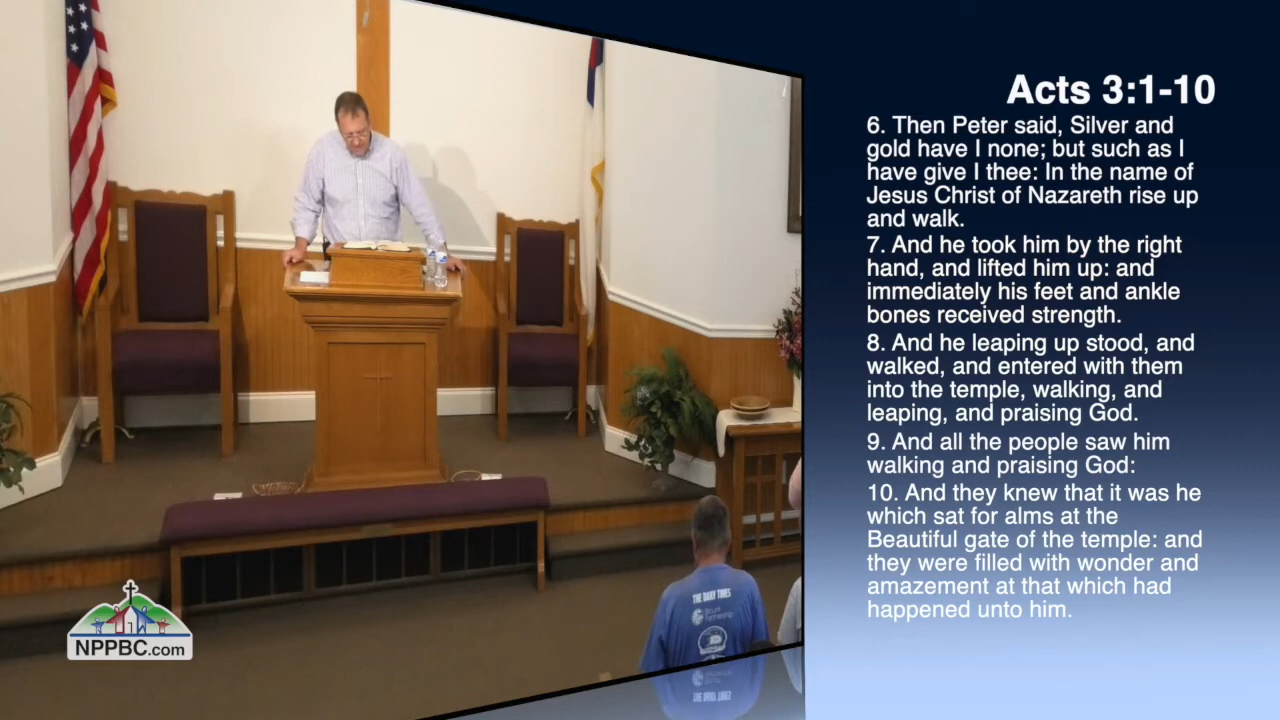 Acts 3:1-10
6. Then Peter said, Silver and
gold have I none; but such as I
have give I thee: In the name of
Jesus Christ of Nazareth rise up
and walk.
7. And he took him by the right
hand, and lifted him up: and
immediately his feet and ankle
bones received strength.
8. And he leaping up stood, and
walked, and entered with them
into the temple, walking, and
leaping, and praising God.
9. And all the people saw him
walking and praising God:
10. And they knew that it was he
which sat for alms at the
Beautiful gate of the temple: and
they were filled with wonder and
amazement at that which had
happened unto him.
THE DAILY TIMES
Blount
Partnership
NPPBC.com